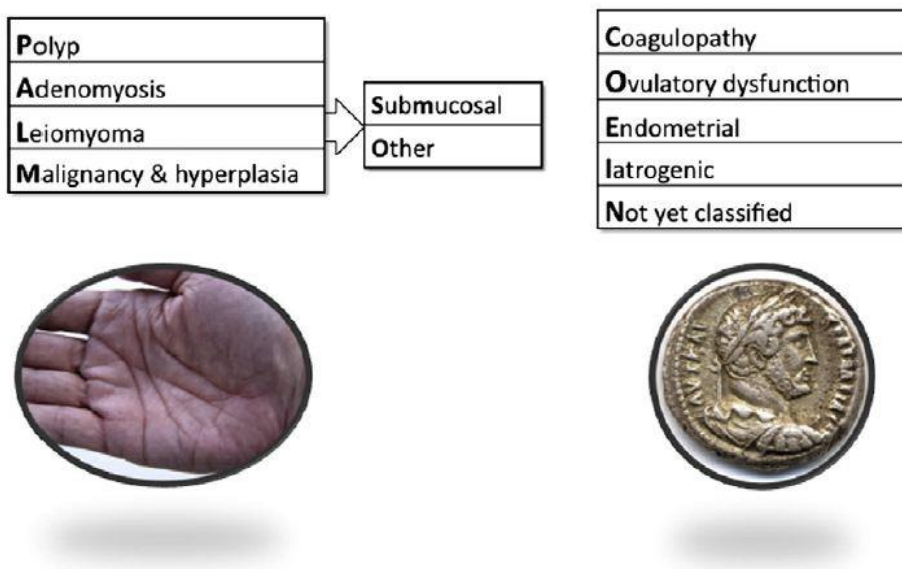 Polyp
Adenomyosis
Leiomyoma
Malignancy & hyperplasia
Submucosal
Other
Coagulopathy
Ovulatory dysfunction
Endometrial
Iatrogenic
Not yet classified